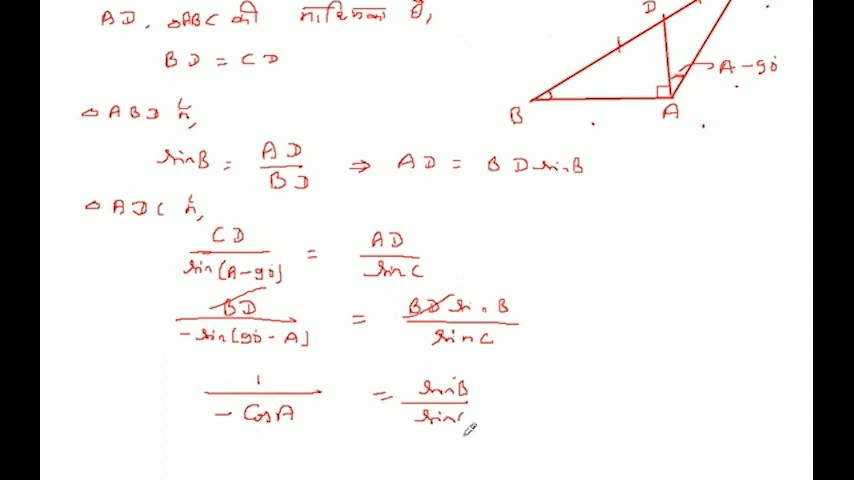 AD, △ABC की माध्यिका है,
BD = CD
D
A - 90°
B
A
△ABD में,
sinB = AD/BD ⇒ AD = BD sinB
△ADC में,
CD/sin(A-90°) = AD/sinC
BD/-sin(90°-A) = BD sinB/sinC
1/-CosA = sinB/sinC